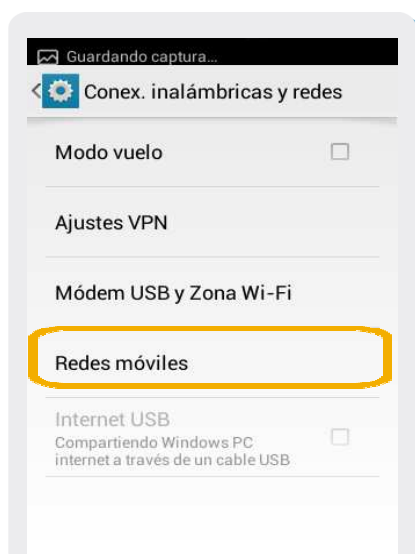 Guardando captura...
Conex. inalámbricas y redes
Modo vuelo
Ajustes VPN
Módem USB y Zona Wi-Fi
Redes móviles
Internet USB
Compartiendo Windows PC
internet a través de un cable USB